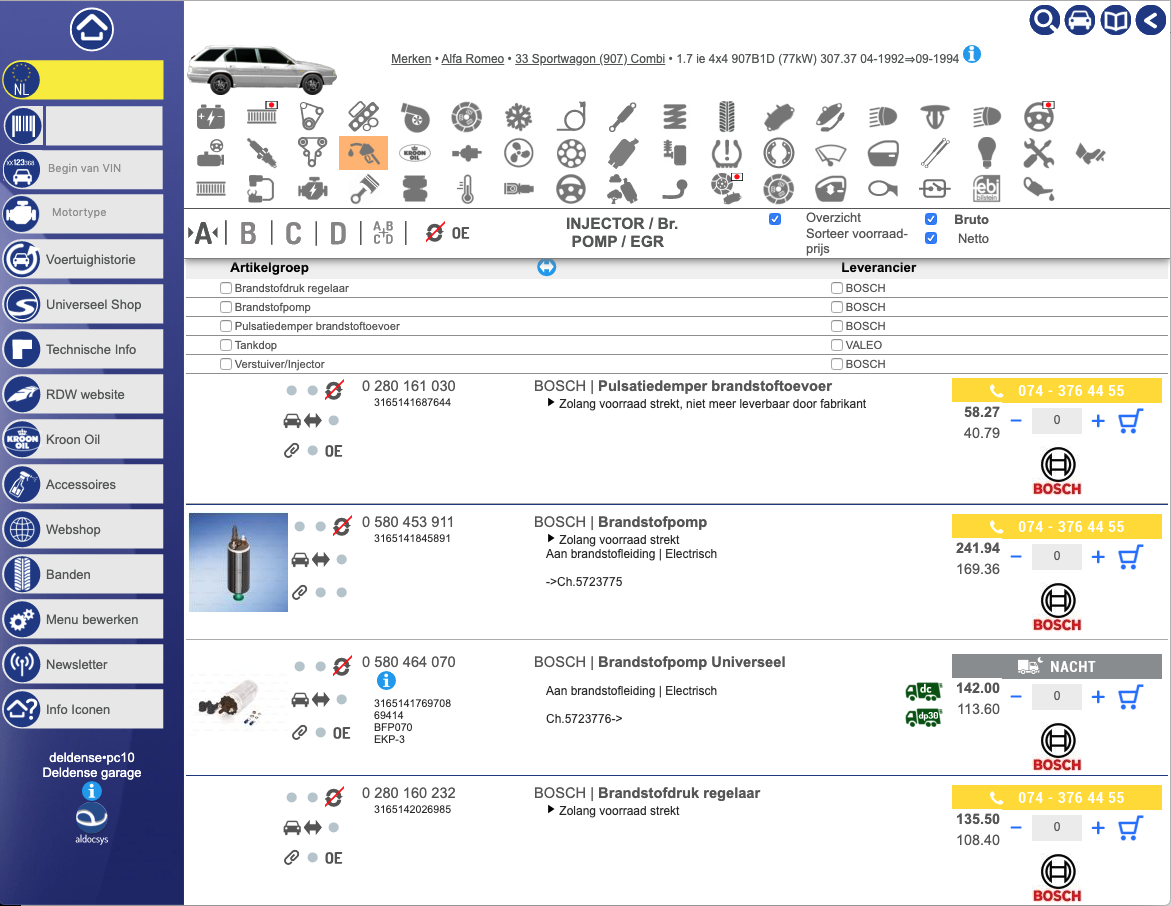 Merken • Alfa Romeo • 33 Sportwagon (907) Combi • 1.7 ie 4x4 907B1D (77kW) 307.37 04-1992⇒09-1994
NL
XX123XB
Begin van VIN
Motortype
Voertuighistorie
Universeel Shop
Technische Info
RDW website
KROON OIL
Kroon Oil
Accessoires
Webshop
Banden
Menu bewerken
Newsletter
Info Iconen
deldense•pc10
Deldense garage
aldocsys
KROON OIL
febi
bilstein
A | B | C | D | A B C D | OE
INJECTOR / Br.
POMP / EGR
Overzicht
Sorteer voorraad-
prijs
Bruto
Netto
Artikelgroep Leverancier
Brandstofdruk regelaar BOSCH
Brandstofpomp BOSCH
Pulsatiedemper brandstoftoevoer BOSCH
Tankdop VALEO
Verstuiver/Injector BOSCH
0 280 161 030 BOSCH | Pulsatiedemper brandstoftoevoer 074 - 376 44 55
3165141687644 Zolang voorraad strekt, niet meer leverbaar door fabrikant 58.27
40.79 − 0 +
OE
BOSCH
0 580 453 911 BOSCH | Brandstofpomp 074 - 376 44 55
3165141845891 Zolang voorraad strekt 241.94
Aan brandstofleiding | Electrisch 169.36 − 0 +
->Ch.5723775
BOSCH
0 580 464 070 BOSCH | Brandstofpomp Universeel NACHT
Aan brandstofleiding | Electrisch dc 142.00
3165141769708 113.60 − 0 +
69414 Ch.5723776-> dp30
BFP070
OE
EKP-3
BOSCH
0 280 160 232 BOSCH | Brandstofdruk regelaar 074 - 376 44 55
3165142026985 Zolang voorraad strekt 135.50
108.40 − 0 +
OE
BOSCH